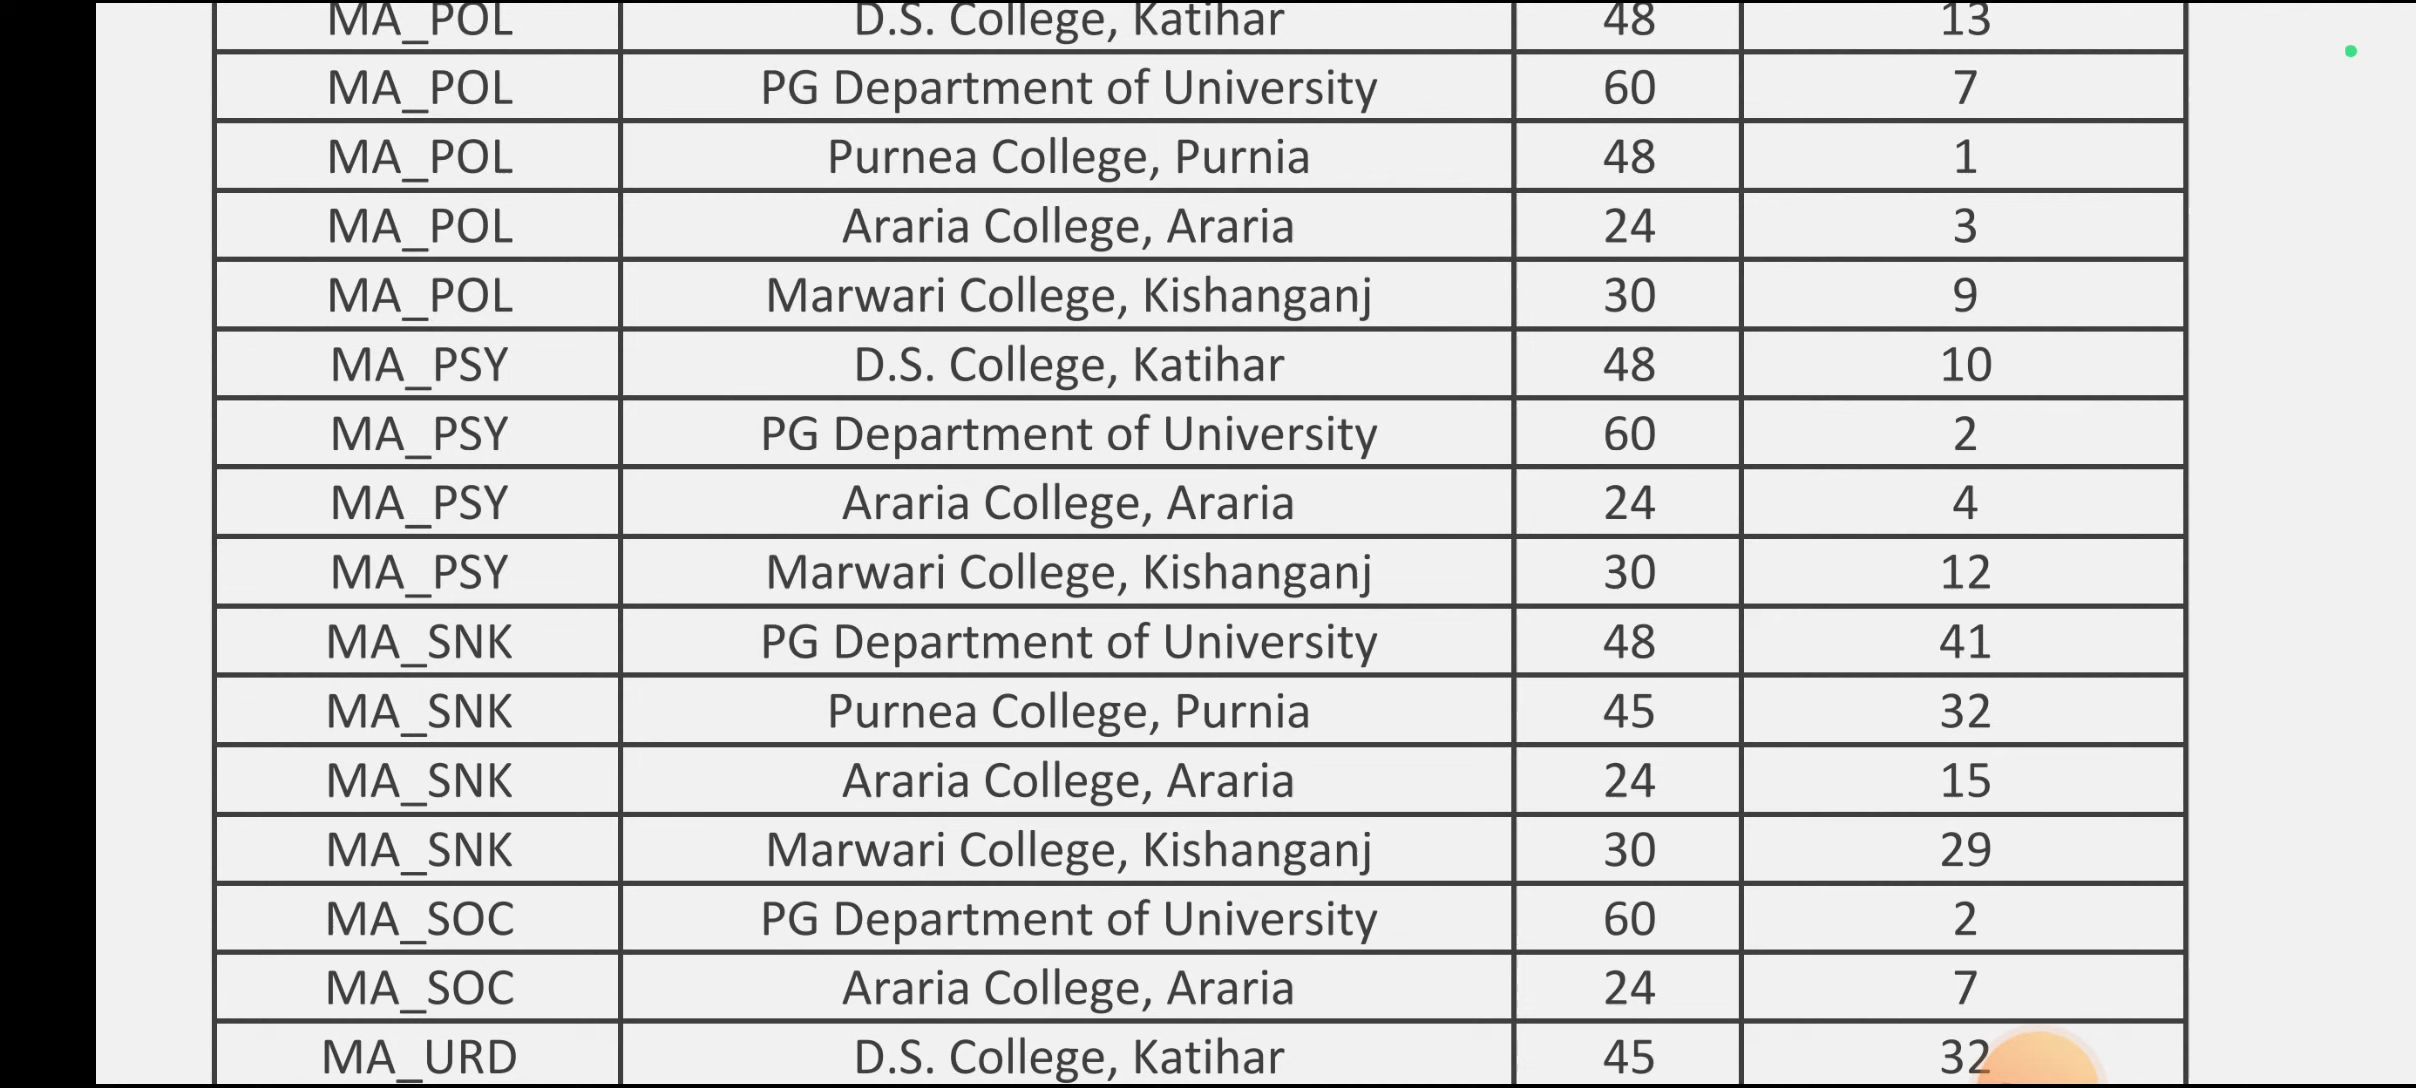 MA_POL D.S. College, Katihar 48 13
MA_POL PG Department of University 60 7
MA_POL Purnea College, Purnia 48 1
MA_POL Araria College, Araria 24 3
MA_POL Marwari College, Kishanganj 30 9
MA_PSY D.S. College, Katihar 48 10
MA_PSY PG Department of University 60 2
MA_PSY Araria College, Araria 24 4
MA_PSY Marwari College, Kishanganj 30 12
MA_SNK PG Department of University 48 41
MA_SNK Purnea College, Purnia 45 32
MA_SNK Araria College, Araria 24 15
MA_SNK Marwari College, Kishanganj 30 29
MA_SOC PG Department of University 60 2
MA_SOC Araria College, Araria 24 7
MA_URD D.S. College, Katihar 45 32